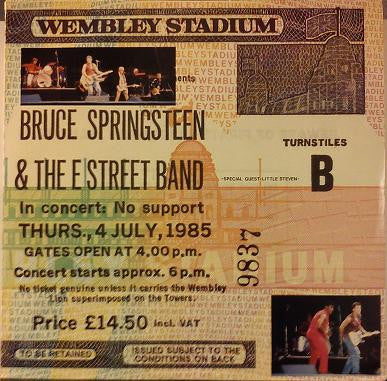 WEMBLEY STADIUM
ents
BRUCE SPRINGSTEEN
& THE E STREET BAND
TURNSTILES
B
-SPECIAL GUEST: LITTLE STEVEN-
In concert: No support
THURS., 4 JULY, 1985
GATES OPEN AT 4.00 p.m.
Concert starts approx. 6 p.m.
No ticket genuine unless it carries the Wembley
Lion superimposed on the Towers.
Price £14.50 incl. VAT
9837
ADIUM
TO BE RETAINED
ISSUED SUBJECT TO THE
CONDITIONS ON BACK